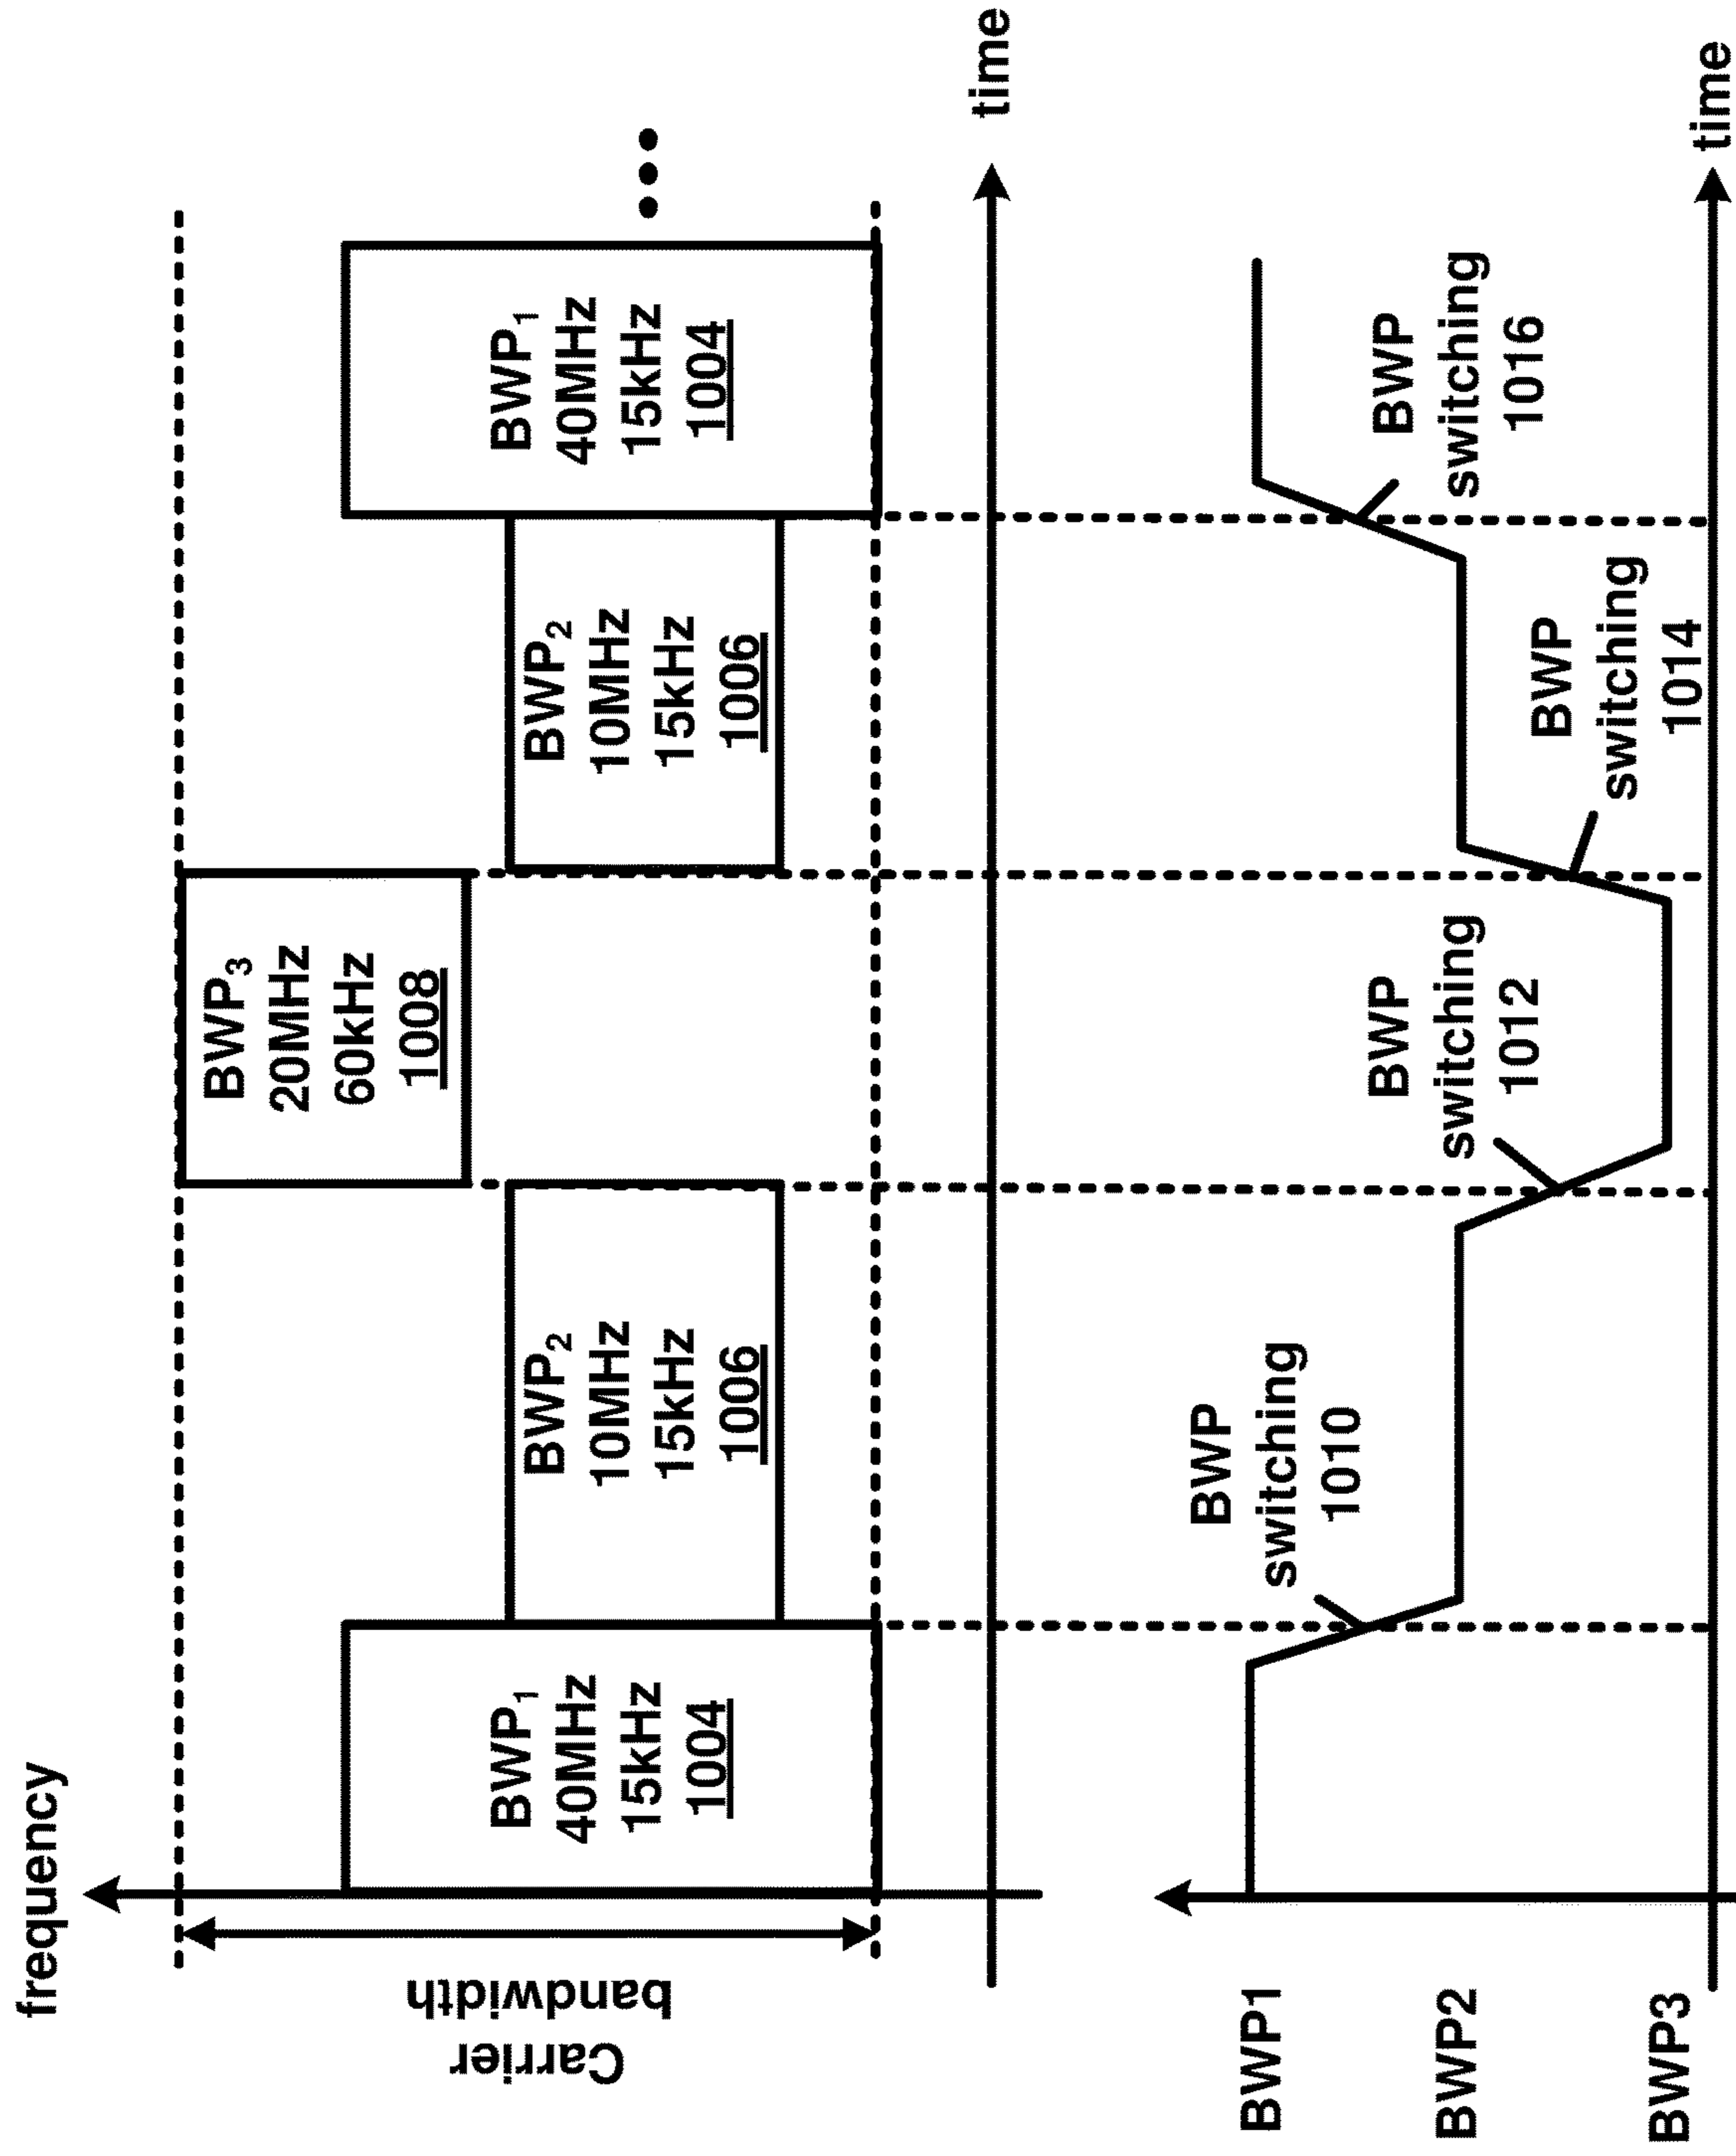 frequency
Carrier
bandwidth
BWP1
40MHz
15kHz
1004
BWP2
10MHz
15kHz
1006
BWP3
20MHz
60kHz
1008
BWP2
10MHz
15kHz
1006
BWP1
40MHz
15kHz
1004
time
BWP1
BWP2
BWP3
BWP
switching
1010
BWP
switching
1012
BWP
switching
1014
BWP
switching
1016
time